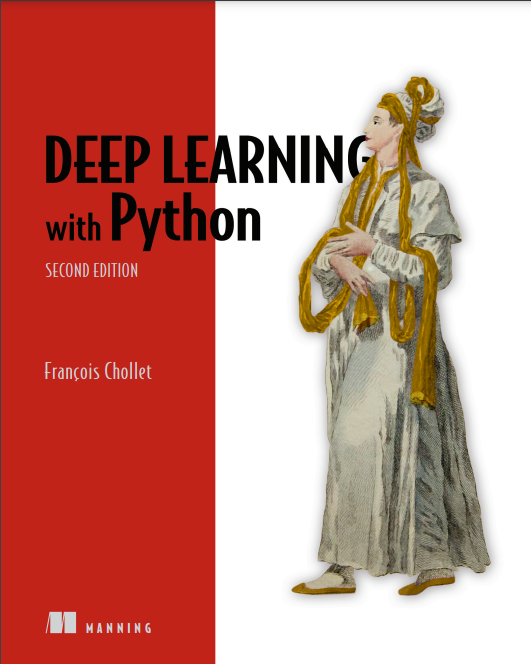 DEEP LEARNING
with Python
SECOND EDITION
François Chollet
MANNING